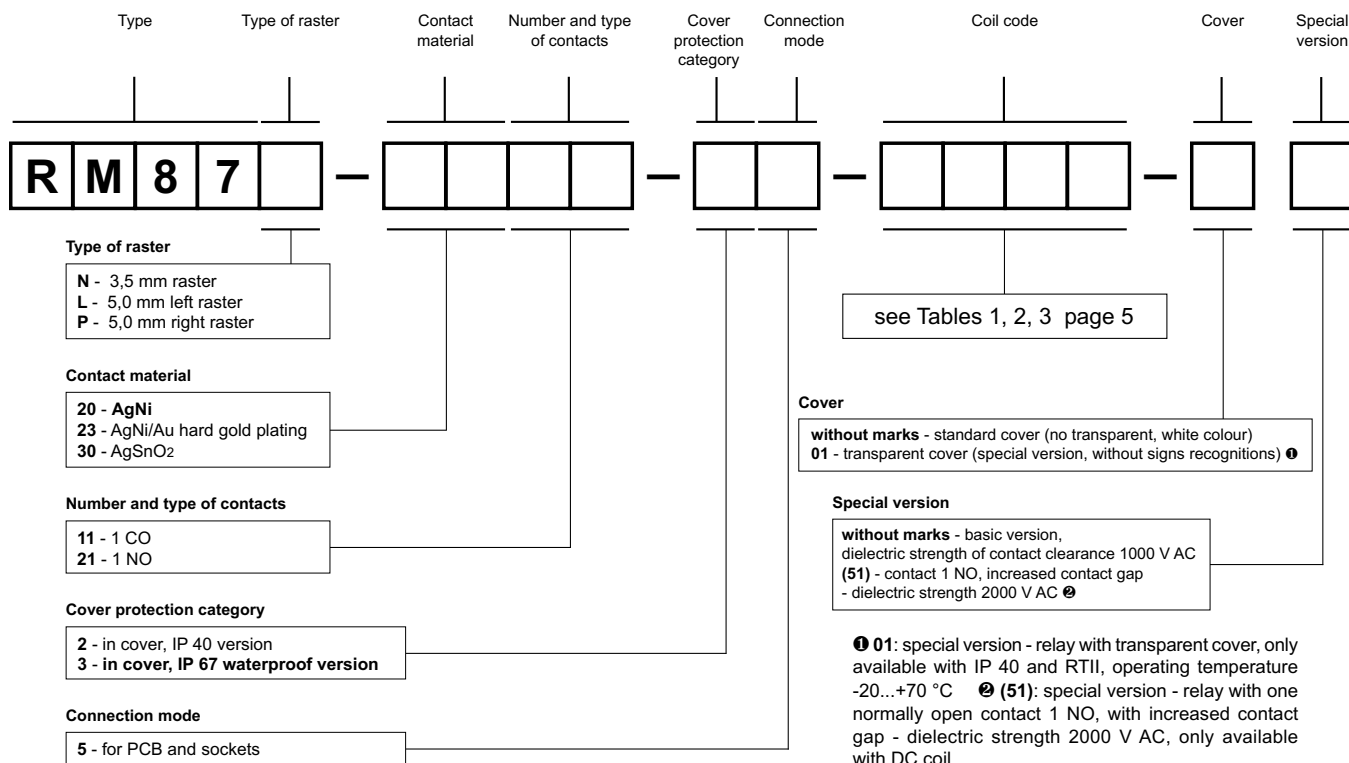 Type
Type of raster
Contact
material
Number and type
of contacts
Cover
protection
category
Connection
mode
Coil code
Cover
Special
version
R M 8 7 – – – –
Type of raster
N - 3,5 mm raster
L - 5,0 mm left raster
P - 5,0 mm right raster
see Tables 1, 2, 3 page 5
Contact material
20 - AgNi
23 - AgNi/Au hard gold plating
30 - AgSnO2
Cover
without marks - standard cover (no transparent, white colour)
01 - transparent cover (special version, without signs recognitions) ❶
Number and type of contacts
11 - 1 CO
21 - 1 NO
Special version
without marks - basic version,
dielectric strength of contact clearance 1000 V AC
(51) - contact 1 NO, increased contact gap
- dielectric strength 2000 V AC ❷
Cover protection category
2 - in cover, IP 40 version
3 - in cover, IP 67 waterproof version
❶ 01: special version - relay with transparent cover, only
available with IP 40 and RTII, operating temperature
-20...+70 °C ❷ (51): special version - relay with one
normally open contact 1 NO, with increased contact
gap - dielectric strength 2000 V AC, only available
with DC coil
Connection mode
5 - for PCB and sockets